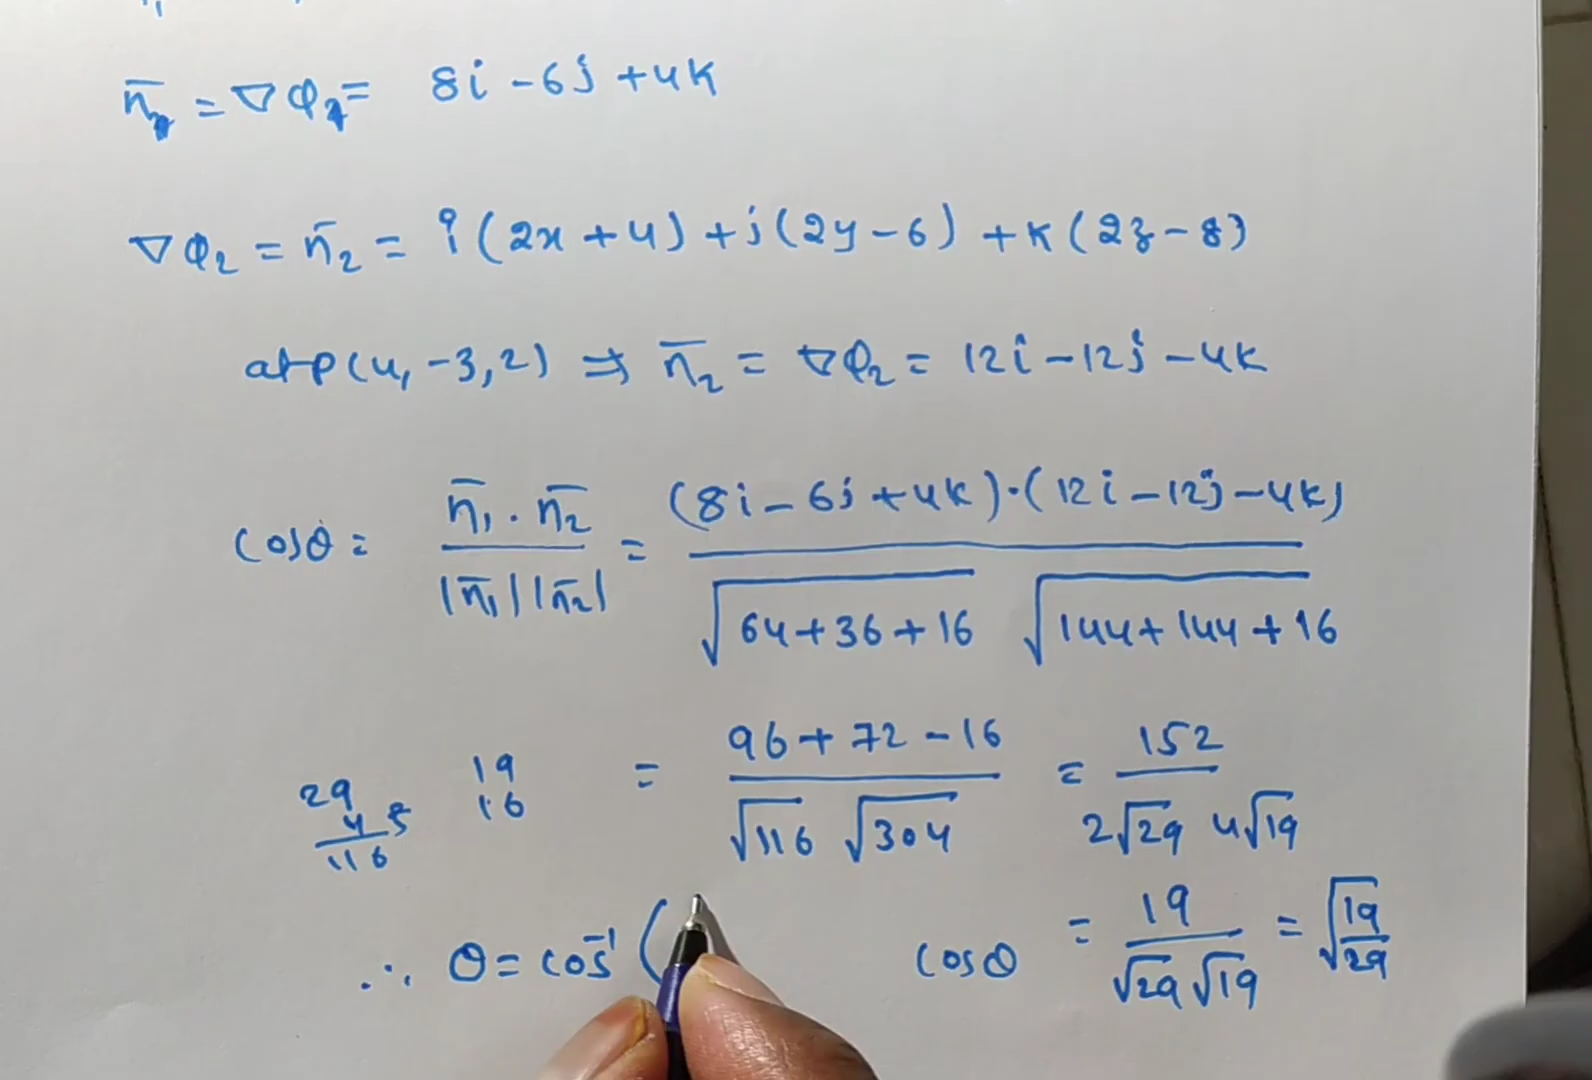 n̄₁ = ∇φ₁ = 8i - 6j + 4k
∇φ₂ = n̄₂ = i(2x + 4) + j(2y - 6) + k(2z - 8)
at P(4, -3, 2) ⇒ n̄₂ = ∇φ₂ = 12i - 12j - 4k
cosθ = n̄₁ · n̄₂ / |n̄₁| |n̄₂| = (8i - 6j + 4k) · (12i - 12j - 4k) / √(64 + 36 + 16) √(144 + 144 + 16)
= 96 + 72 - 16 / √116 √304 = 152 / 2√29 4√19
29
4
116
19
16
cosθ = 19 / √29 √19 = √(19/29)
∴ θ = cos⁻¹(